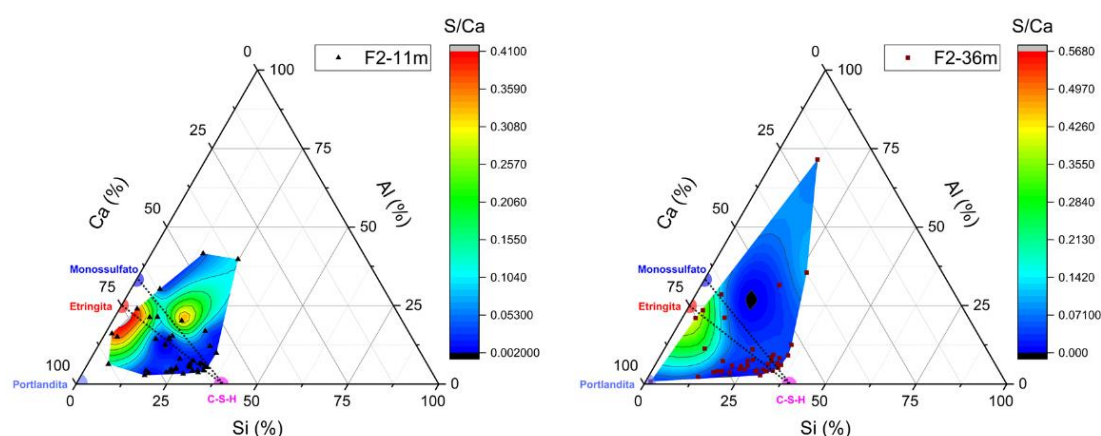 S/Ca
F2-11m
0.4100
0.3590
0.3080
0.2570
0.2060
0.1550
0.1040
0.05300
0.002000
0
100
25
75
Ca (%)
Al (%)
50
50
Monossulfato
75
Etringita
25
100
Portlandita
0
C-S-H
0
25
50
75
100
Si (%)
S/Ca
F2-36m
0.5680
0.4970
0.4260
0.3550
0.2840
0.2130
0.1420
0.07100
0.000
0
100
25
75
Ca (%)
Al (%)
50
50
Monossulfato
75
Etringita
25
100
Portlandita
0
C-S-H
0
25
50
75
100
Si (%)